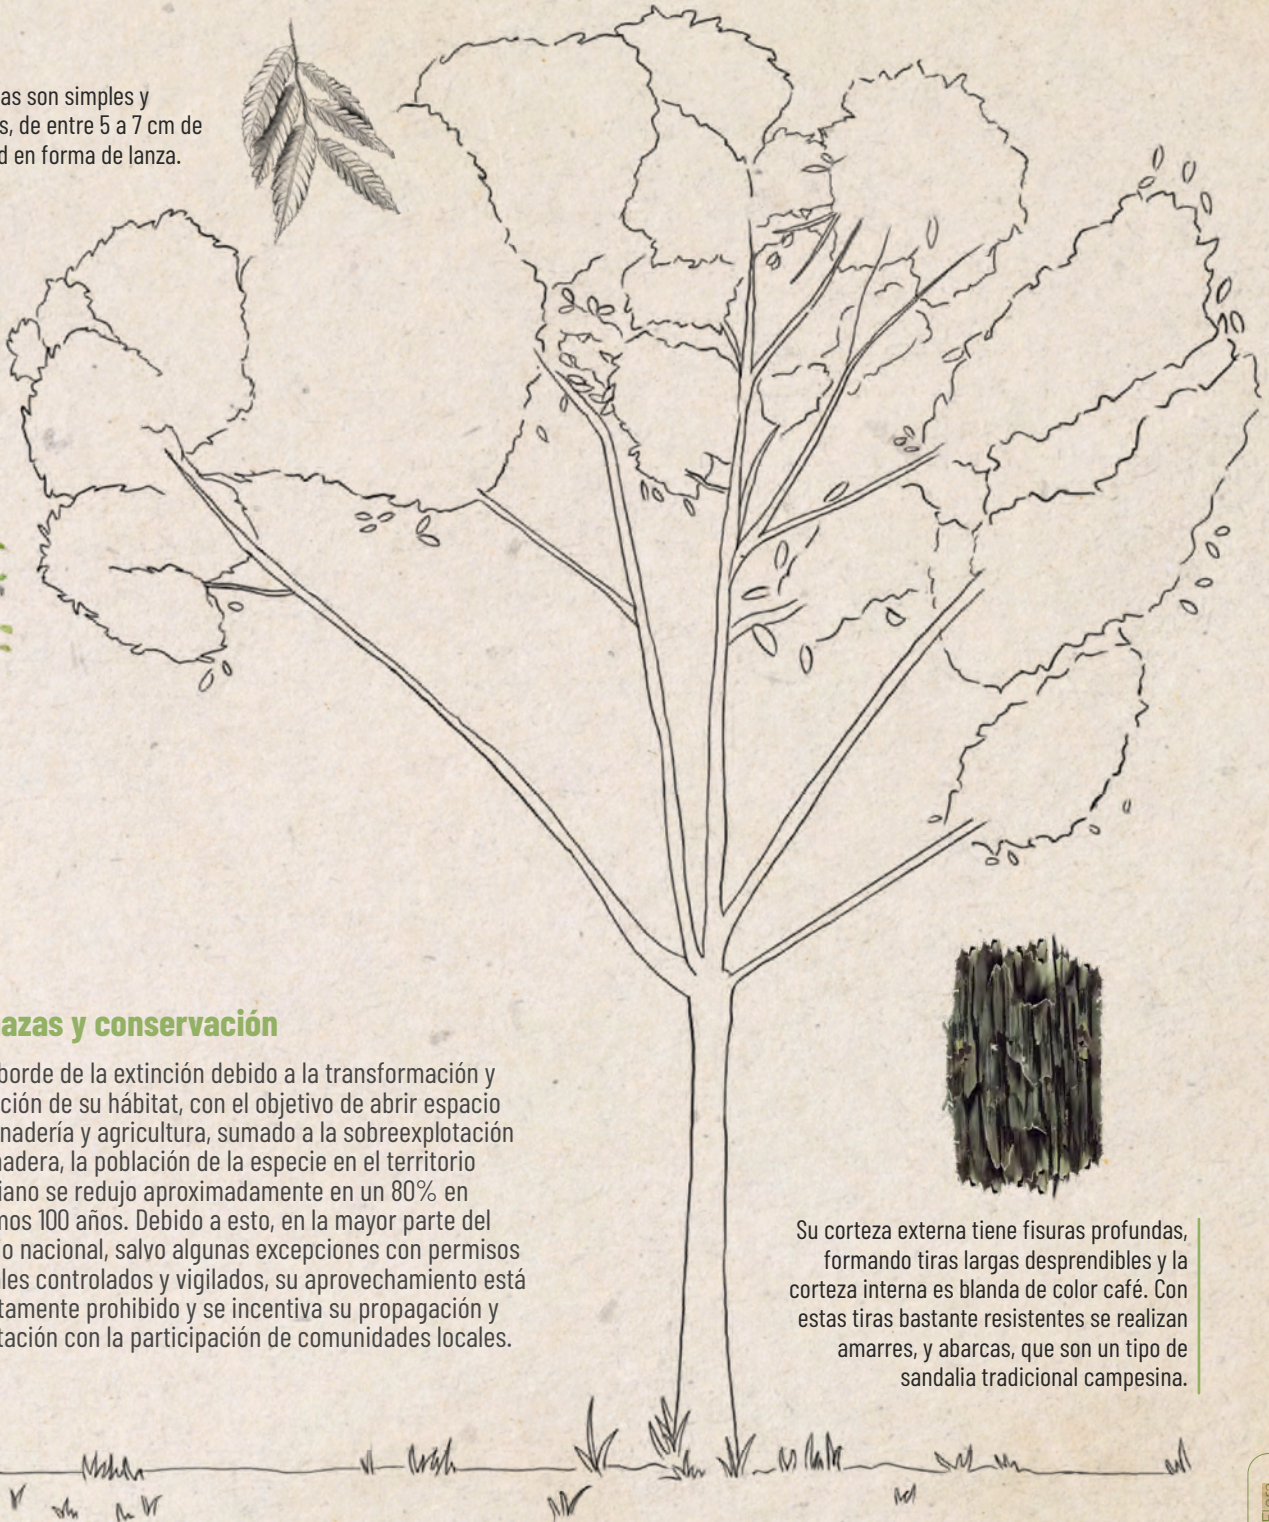 as son simples y
s, de entre 5 a 7 cm de
d en forma de lanza.
azas y conservación
borde de la extinción debido a la transformación y
ción de su hábitat, con el objetivo de abrir espacio
nadería y agricultura, sumado a la sobreexplotación
adera, la población de la especie en el territorio
iano se redujo aproximadamente en un 80% en
mos 100 años. Debido a esto, en la mayor parte del
io nacional, salvo algunas excepciones con permisos
ales controlados y vigilados, su aprovechamiento está
tamente prohibido y se incentiva su propagación y
tación con la participación de comunidades locales.
Su corteza externa tiene fisuras profundas,
formando tiras largas desprendibles y la
corteza interna es blanda de color café. Con
estas tiras bastante resistentes se realizan
amarres, y abarcas, que son un tipo de
sandalia tradicional campesina.